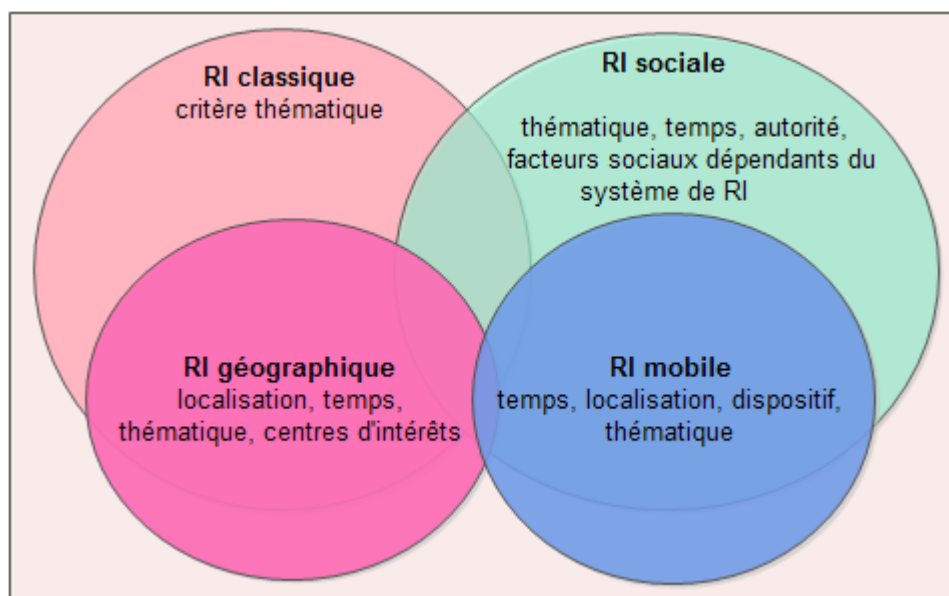 RI classique
critère thématique
RI sociale
thématique, temps, autorité,
facteurs sociaux dépendants du
système de RI
RI géographique
localisation, temps,
thématique, centres d'intérêts
RI mobile
temps, localisation, dispositif,
thématique